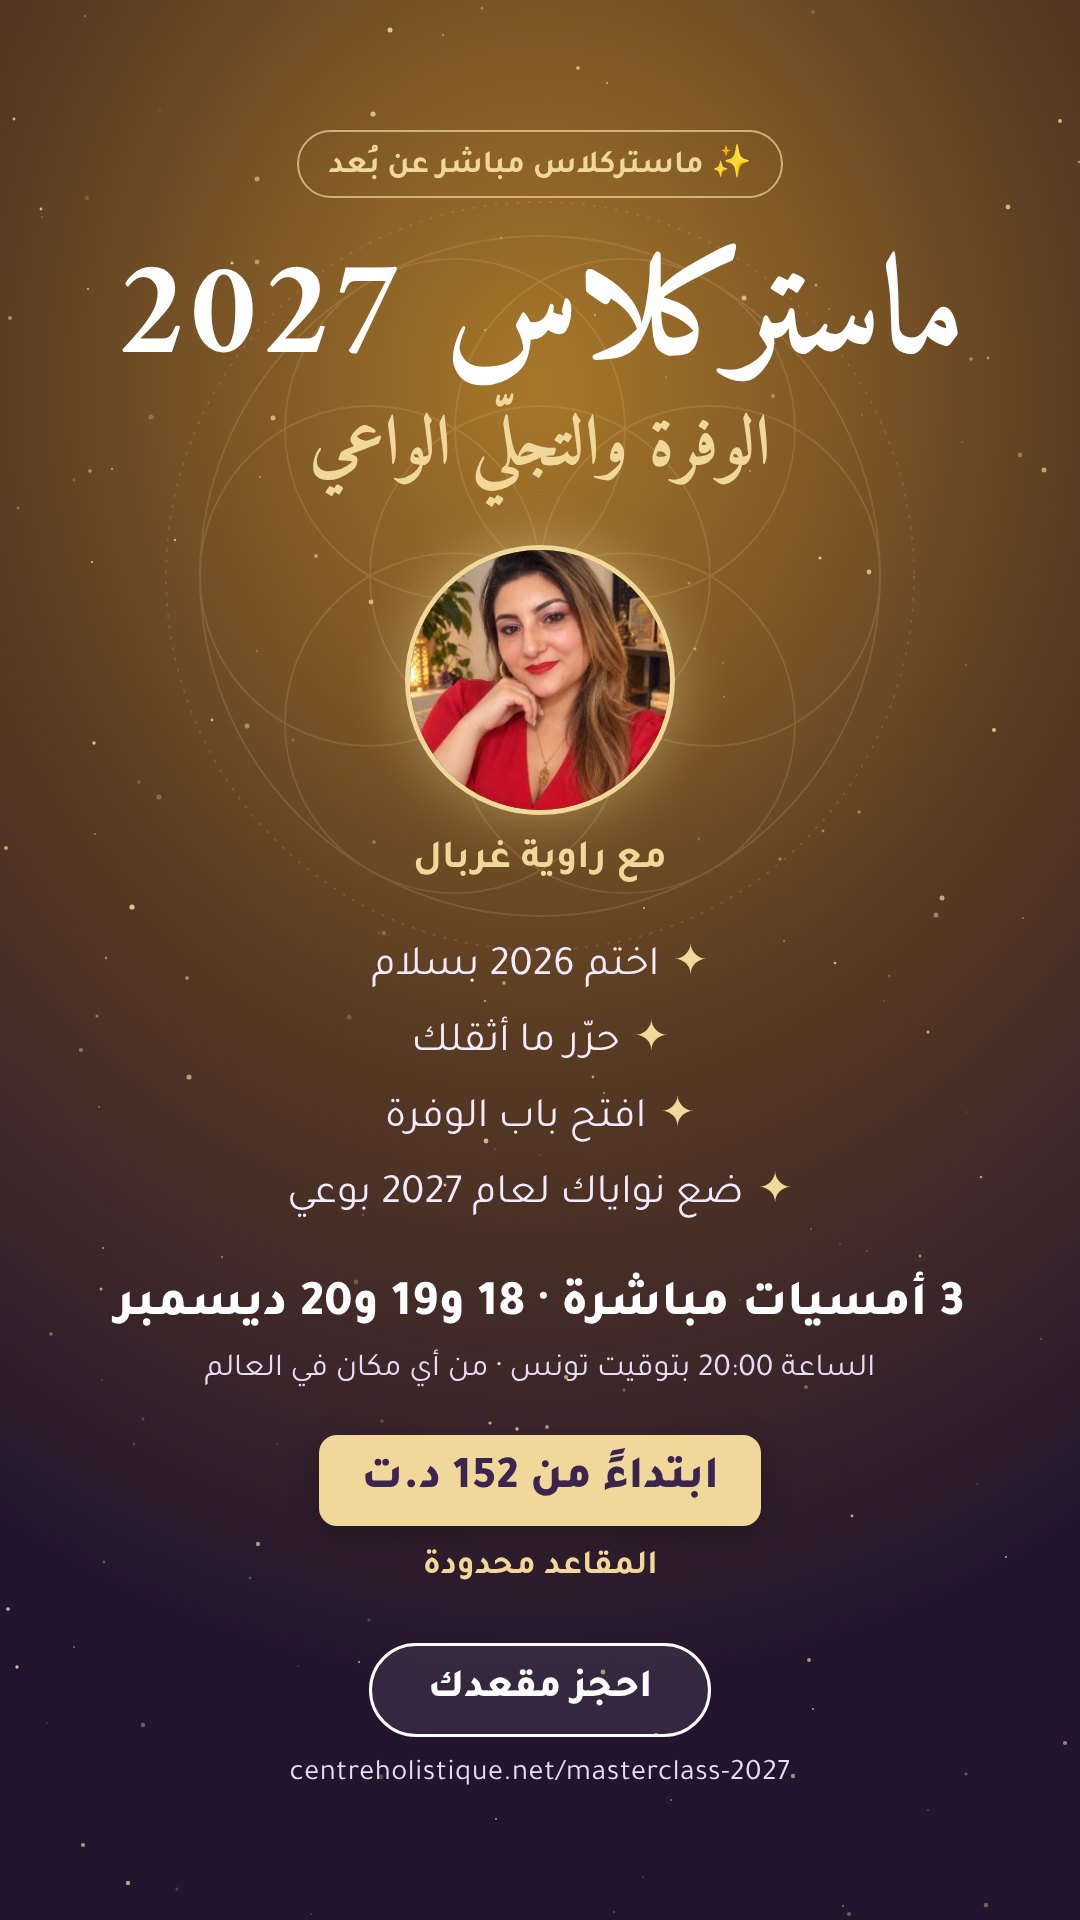 ✨ ماستركلاس مباشر عن بُعد
ماستركلاس 2027
الوفرة والتجلّي الواعي
مع راوية غربال
✦ اختم 2026 بسلام
✦ حرّر ما أثقلك
✦ افتح باب الوفرة
✦ ضع نواياك لعام 2027 بوعي
3 أمسيات مباشرة · 18 و19 و20 ديسمبر
الساعة 20:00 بتوقيت تونس · من أي مكان في العالم
ابتداءً من 152 د.ت
المقاعد محدودة
احجز مقعدك
centreholistique.net/masterclass-2027